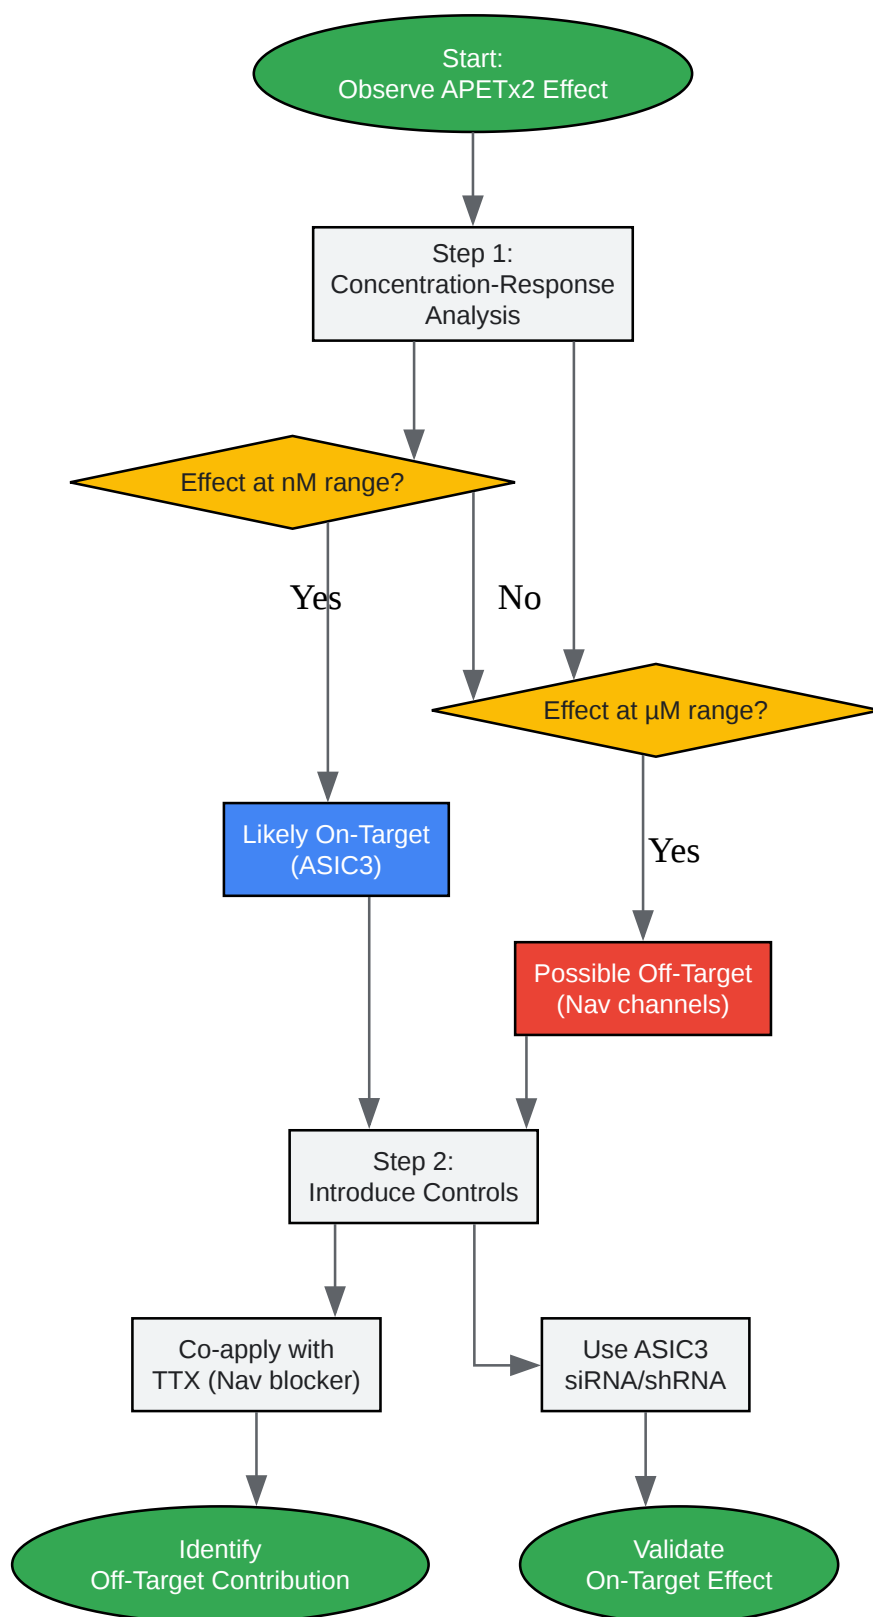 Start:
Observe APETx2 Effect
Step 1:
Concentration-Response
Analysis
Effect at nM range?
Yes
No
Effect at µM range?
Likely On-Target
(ASIC3)
Yes
Possible Off-Target
(Nav channels)
Step 2:
Introduce Controls
Co-apply with
TTX (Nav blocker)
Use ASIC3
siRNA/shRNA
Identify
Off-Target Contribution
Validate
On-Target Effect